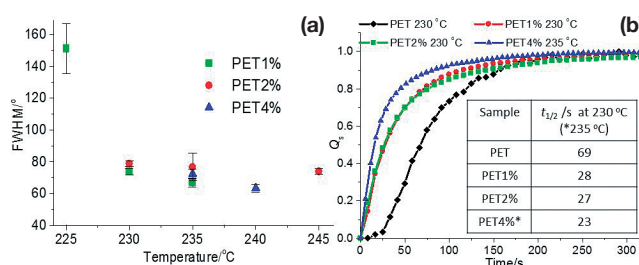 (a)
FWHM/°
160
140
120
100
80
60
40
225
230
235
240
245
Temperature/°C
PET1%
PET2%
PET4%
(b)
PET 230 °C
PET1% 230 °C
PET2% 230 °C
PET4% 235 °C
Qs
1.0
0.8
0.6
0.4
0.2
0.0
0
50
100
150
200
250
300
Time/s
Sample t1/2 /s at 230 °C
(*235 °C)
PET 69
PET1% 28
PET2% 27
PET4%* 23